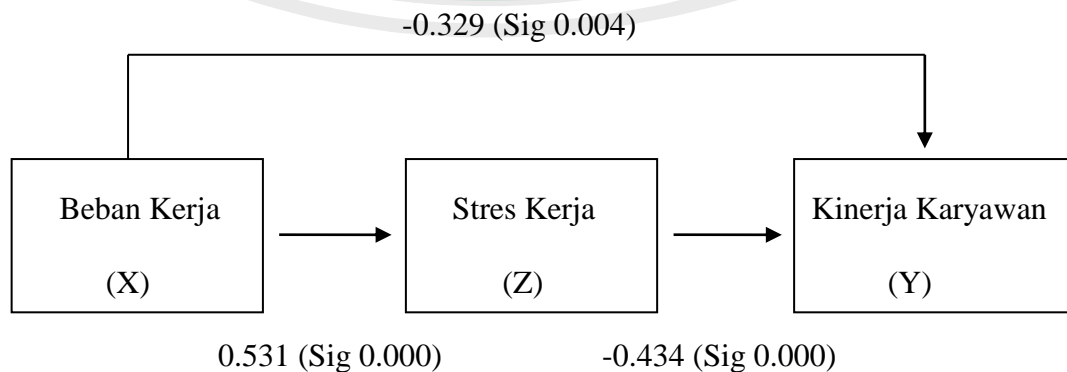 -0.329 (Sig 0.004)
Beban Kerja
(X)
Stres Kerja
(Z)
Kinerja Karyawan
(Y)
0.531 (Sig 0.000)
-0.434 (Sig 0.000)